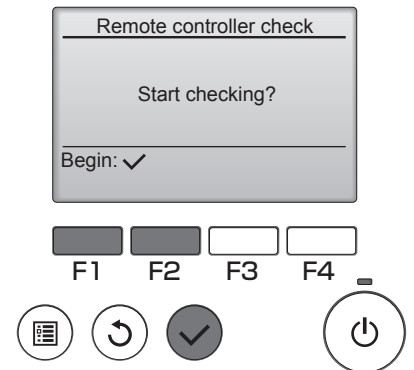 Remote controller check
Start checking?
Begin: ✓
F1 F2 F3 F4